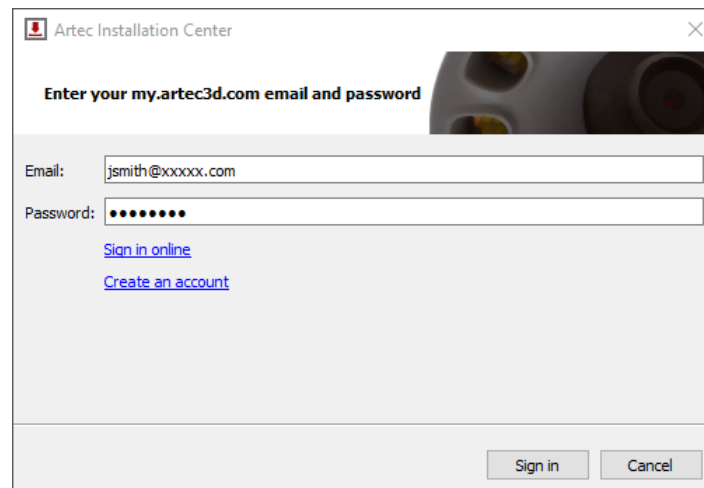 Artec Installation Center
Enter your my.artec3d.com email and password
Email: jsmith@xxxxx.com
Password: ●●●●●●●●
Sign in online
Create an account
Sign in Cancel